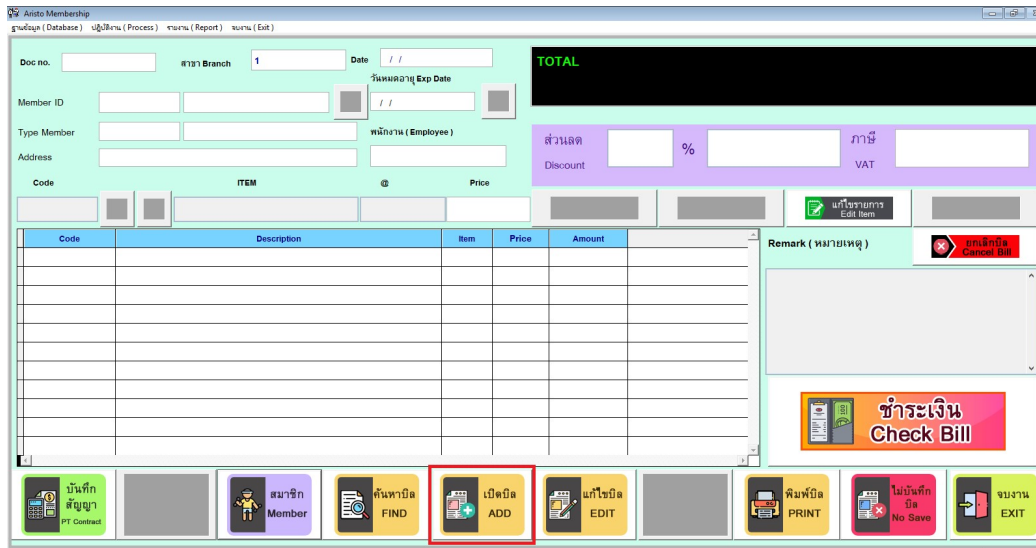 Aristo Membership
ฐานข้อมูล ( Database ) ปฏิบัติงาน ( Process ) รายงาน ( Report ) จบงาน ( Exit )
Doc no. สาขา Branch 1 Date / /
วันหมดอายุ Exp Date
Member ID / /
Type Member พนักงาน ( Employee )
Address
Code ITEM @ Price
TOTAL
ส่วนลด % ภาษี
Discount VAT
แก้ไขรายการ
Edit Item
Code Description Item Price Amount
Remark ( หมายเหตุ )
ยกเลิกบิล
Cancel Bill
ชำระเงิน
Check Bill
บันทึก
สัญญา
PT Contract
สมาชิก
Member
ค้นหาบิล
FIND
เปิดบิล
ADD
แก้ไขบิล
EDIT
พิมพ์บิล
PRINT
ไม่บันทึก
บิล
No Save
จบงาน
EXIT